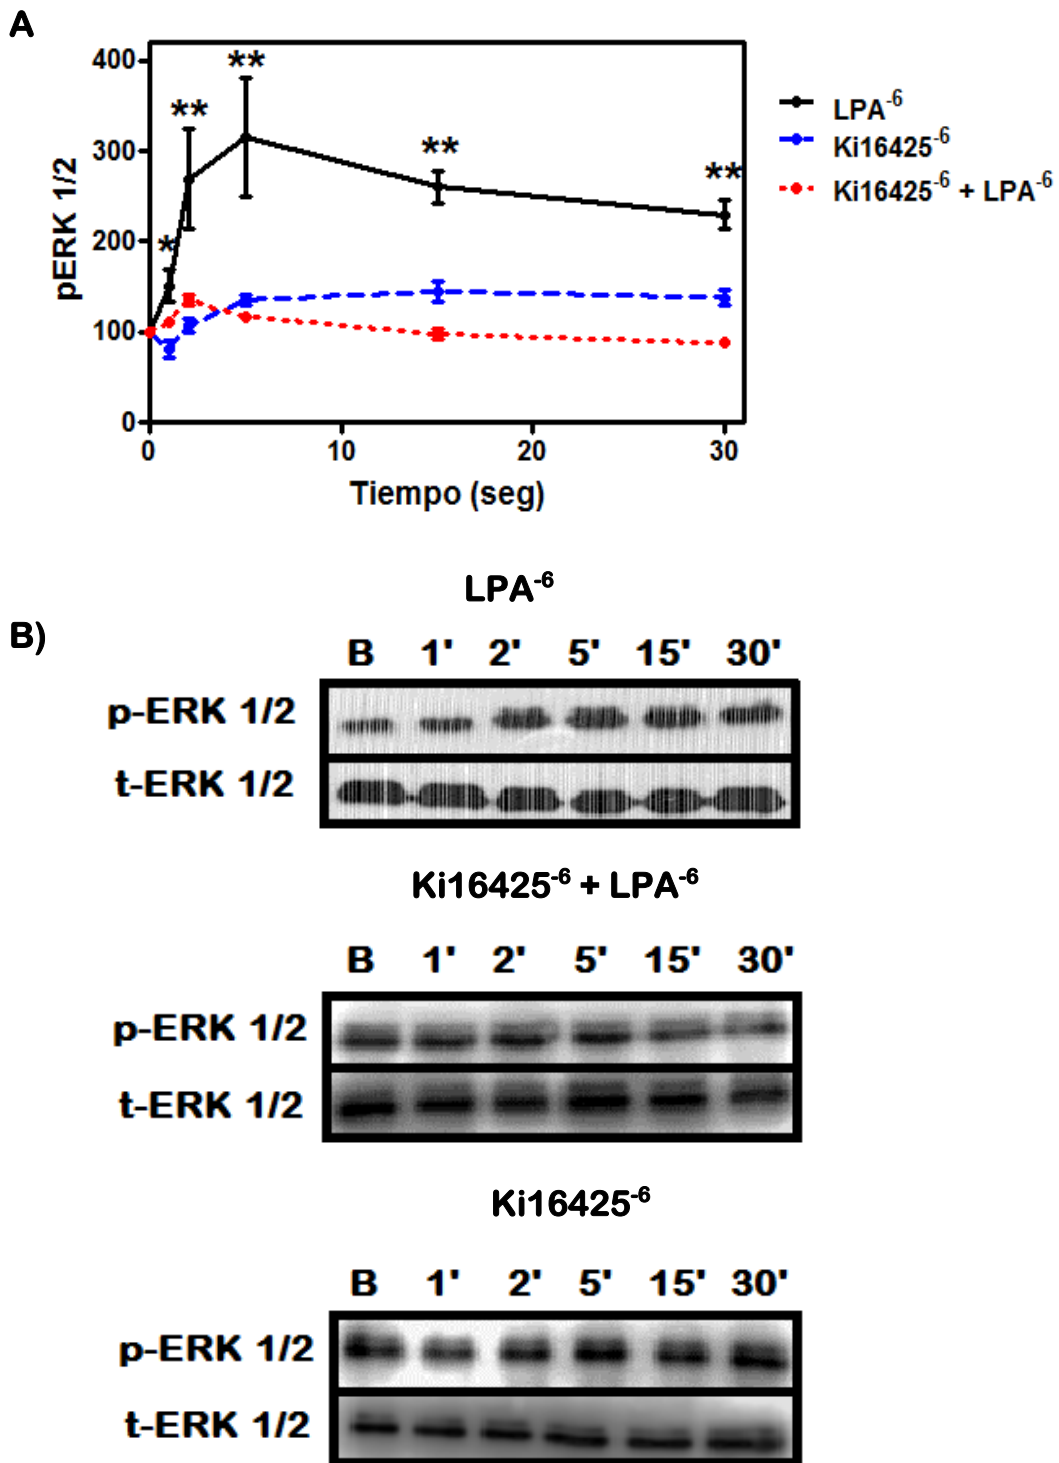 A
400
300
200
100
0
pERK 1/2
0 10 20 30
Tiempo (seg)
* ** ** ** **
LPA⁻⁶
Ki16425⁻⁶
Ki16425⁻⁶ + LPA⁻⁶
LPA⁻⁶
B)
B 1' 2' 5' 15' 30'
p-ERK 1/2
t-ERK 1/2
Ki16425⁻⁶ + LPA⁻⁶
B 1' 2' 5' 15' 30'
p-ERK 1/2
t-ERK 1/2
Ki16425⁻⁶
B 1' 2' 5' 15' 30'
p-ERK 1/2
t-ERK 1/2